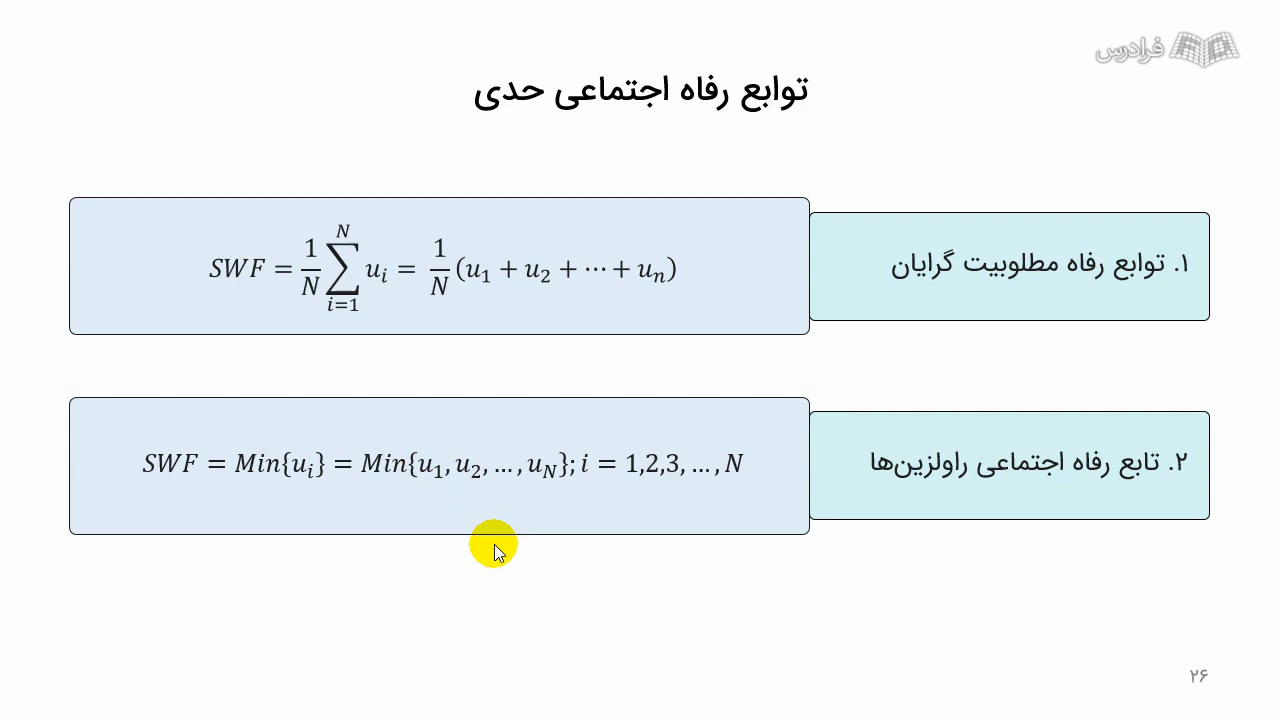 فرادرس
توابع رفاه اجتماعی حدی
۱. توابع رفاه مطلوبیت گرایان
$SWF = \frac{1}{N}\sum_{i=1}^{N} u_i = \frac{1}{N}(u_1 + u_2 + \cdots + u_n)$
۲. تابع رفاه اجتماعی راولزین‌ها
$SWF = Min\{u_i\} = Min\{u_1, u_2, \ldots, u_N\}; i = 1,2,3, \ldots, N$
۲۶